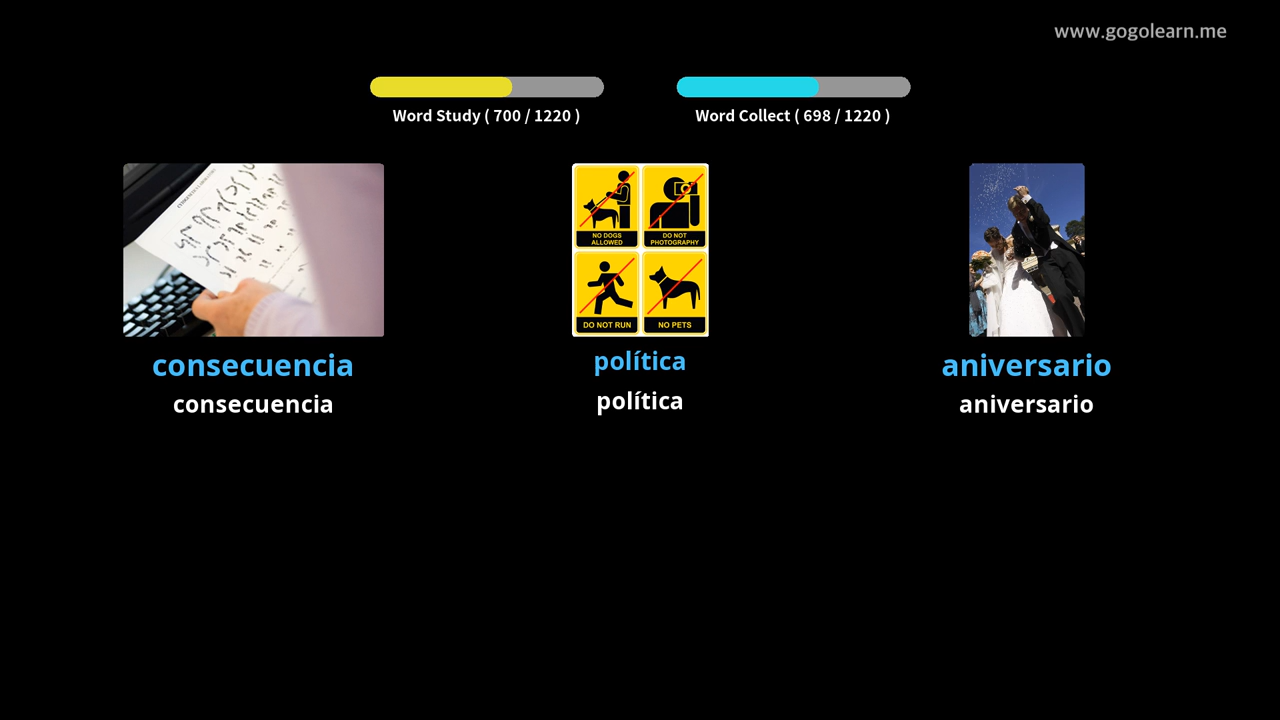 www.gogolearn.me
Word Study ( 700 / 1220 )
Word Collect ( 698 / 1220 )
NO DOGS
ALLOWED
DO NOT
PHOTOGRAPHY
DO NOT RUN
NO PETS
consecuencia
consecuencia
política
política
aniversario
aniversario